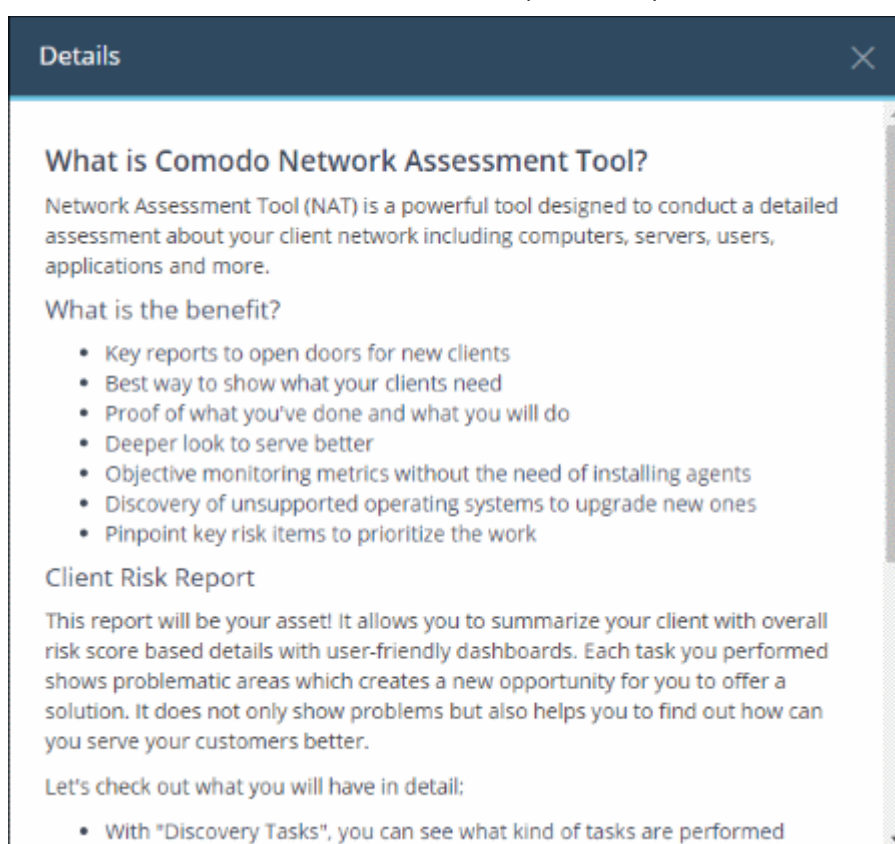 Details
What is Comodo Network Assessment Tool?
Network Assessment Tool (NAT) is a powerful tool designed to conduct a detailed
assessment about your client network including computers, servers, users,
applications and more.
What is the benefit?
• Key reports to open doors for new clients
• Best way to show what your clients need
• Proof of what you've done and what you will do
• Deeper look to serve better
• Objective monitoring metrics without the need of installing agents
• Discovery of unsupported operating systems to upgrade new ones
• Pinpoint key risk items to prioritize the work
Client Risk Report
This report will be your asset! It allows you to summarize your client with overall
risk score based details with user-friendly dashboards. Each task you performed
shows problematic areas which creates a new opportunity for you to offer a
solution. It does not only show problems but also helps you to find out how can
you serve your customers better.
Let's check out what you will have in detail:
• With "Discovery Tasks", you can see what kind of tasks are performed